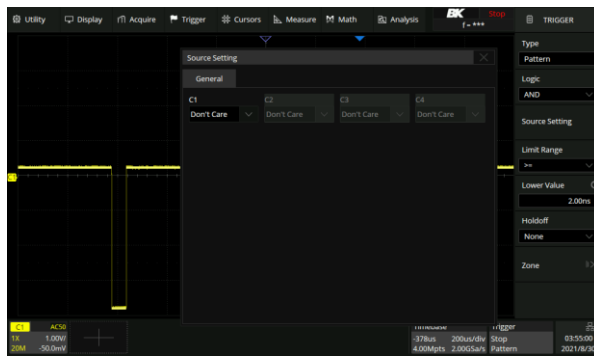 Utility Display Acquire Trigger Cursors Measure Math Analysis BK Stop TRIGGER
f = ***
Type
Pattern
Logic
AND
Source Setting
Limit Range
>=
Lower Value
2.00ns
Holdoff
None
Zone
Source Setting
General
C1 C2 C3 C4
Don't Care Don't Care Don't Care Don't Care
C1
C1 AC50
1X 1.00V/
20M -50.0mV
Timebase
-378us 200us/div
4.00Mpts 2.00GSa/s
Trigger
Stop
Pattern
03:55:00